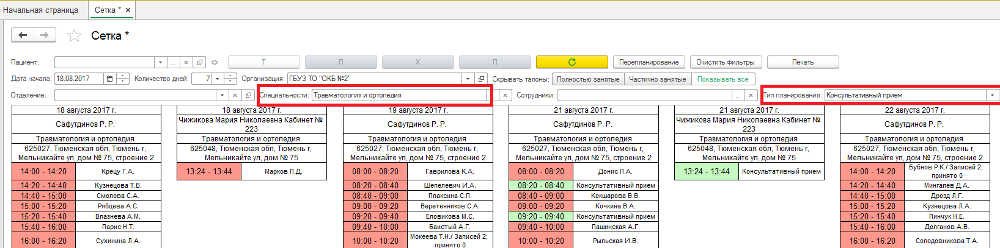 Начальная страница Сетка * ×
Сетка *
Пациент: ... × <> Т П Х Л Перепланирование Очистить фильтры Печать
Дата начала: 18.08.2017 Количество дней: 7 Организация: ГБУЗ ТО "ОКБ №2" Скрывать талоны: Полностью занятые Частично занятые Показывать все
Отделение: × Специальности: Травматология и ортопедия × Сотрудники: ... × Тип планирования: Консультативный прием
18 августа 2017 г. 18 августа 2017 г. 19 августа 2017 г. 21 августа 2017 г. 21 августа 2017 г. 22 августа 2017 г.
Сафутдинов Р. Р. Чижикова Мария Николаевна Кабинет № 223 Сафутдинов Р. Р. Сафутдинов Р. Р. Чижикова Мария Николаевна Кабинет № 223 Сафутдинов Р. Р.
Травматология и ортопедия Травматология и ортопедия Травматология и ортопедия Травматология и ортопедия Травматология и ортопедия Травматология и ортопедия
625027, Тюменская обл, Тюмень г, 625048, Тюменская обл, Тюмень г, 625027, Тюменская обл, Тюмень г, 625027, Тюменская обл, Тюмень г, 625048, Тюменская обл, Тюмень г, 625027, Тюменская обл, Тюмень г,
Мельникайте ул, дом № 75, строение 2 Мельникайте ул, дом № 75 Мельникайте ул, дом № 75, строение 2 Мельникайте ул, дом № 75, строение 2 Мельникайте ул, дом № 75 Мельникайте ул, дом № 75, строение 2
14:00 - 14:20 Крецу Г.А. 13:24 - 13:44 Марков П.Д. 08:00 - 08:20 Гаврилова К.А. 08:00 - 08:20 Донис П.А. 13:24 - 13:44 Консультативный прием 14:00 - 14:20 Бубнов Р.К./ Записей 2; принято 0
14:20 - 14:40 Кузнецова Т.В. 08:20 - 08:40 Шепелевич И.А. 08:20 - 08:40 Консультативный прием 14:20 - 14:40 Мингалёв Д.А.
14:40 - 15:00 Смолова С.А. 08:40 - 09:00 Плаксина С.П. 08:40 - 09:00 Кокшарова В.В. 14:40 - 15:00 Дрозд Л.Г.
15:00 - 15:20 Рябцева А.С. 09:00 - 09:20 Веретенников С.А. 09:00 - 09:20 Кочкина В.А. 15:00 - 15:20 Кузнецова Л.А.
15:20 - 15:40 Влазнева А.М. 09:20 - 09:40 Еловикова М.С. 09:20 - 09:40 Консультативный прием 15:20 - 15:40 Пинчук Н.Е.
15:40 - 16:00 Парис Н.Т. 09:40 - 10:00 Баистый А.Г. 09:40 - 10:00 Пашинская А.Г. 15:40 - 16:00 Долганов А.В.
16:00 - 16:20 Сухинина Л.А. 10:00 - 10:20 Мокеева Т.Н./ Записей 2; принято 0 10:00 - 10:20 Рыльская И.В. 16:00 - 16:20 Солодовникова Т.А.